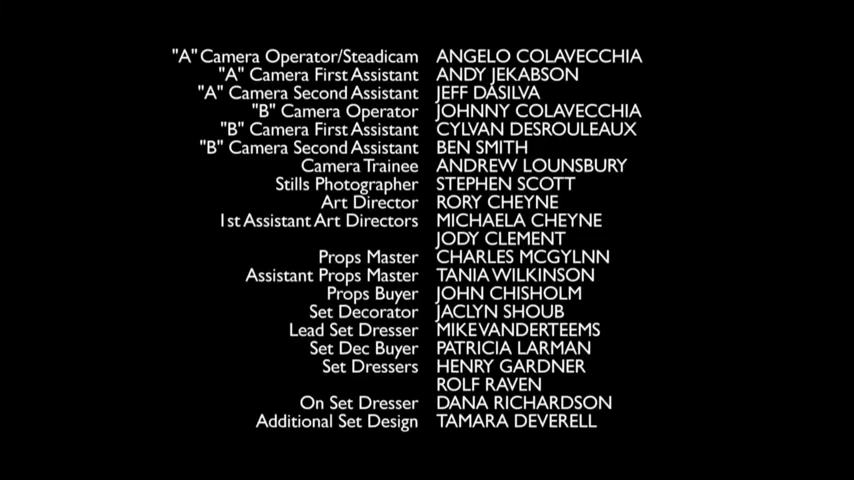 "A" Camera Operator/Steadicam ANGELO COLAVECCHIA
"A" Camera First Assistant ANDY JEKABSON
"A" Camera Second Assistant JEFF DASILVA
"B" Camera Operator JOHNNY COLAVECCHIA
"B" Camera First Assistant CYLVAN DESROULEAUX
"B" Camera Second Assistant BEN SMITH
Camera Trainee ANDREW LOUNSBURY
Stills Photographer STEPHEN SCOTT
Art Director RORY CHEYNE
1st Assistant Art Directors MICHAELA CHEYNE
JODY CLEMENT
Props Master CHARLES MCGYLNN
Assistant Props Master TANIA WILKINSON
Props Buyer JOHN CHISHOLM
Set Decorator JACLYN SHOUB
Lead Set Dresser MIKE VANDERTEEMS
Set Dec Buyer PATRICIA LARMAN
Set Dressers HENRY GARDNER
ROLF RAVEN
On Set Dresser DANA RICHARDSON
Additional Set Design TAMARA DEVERELL